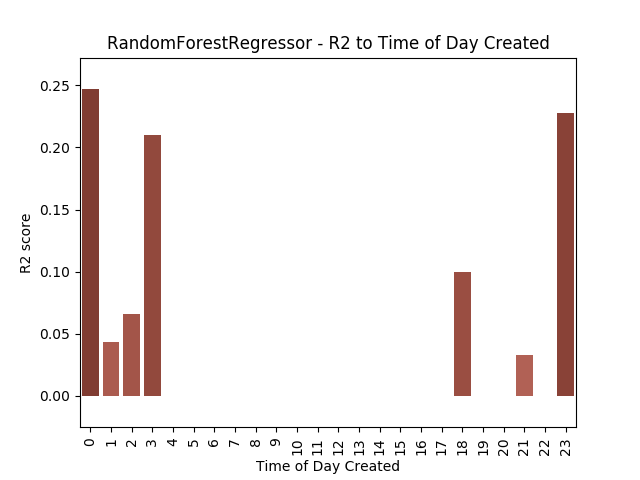 RandomForestRegressor - R2 to Time of Day Created
R2 score
0.25
0.20
0.15
0.10
0.05
0.00
0 1 2 3 4 5 6 7 8 9 10 11 12 13 14 15 16 17 18 19 20 21 22 23
Time of Day Created